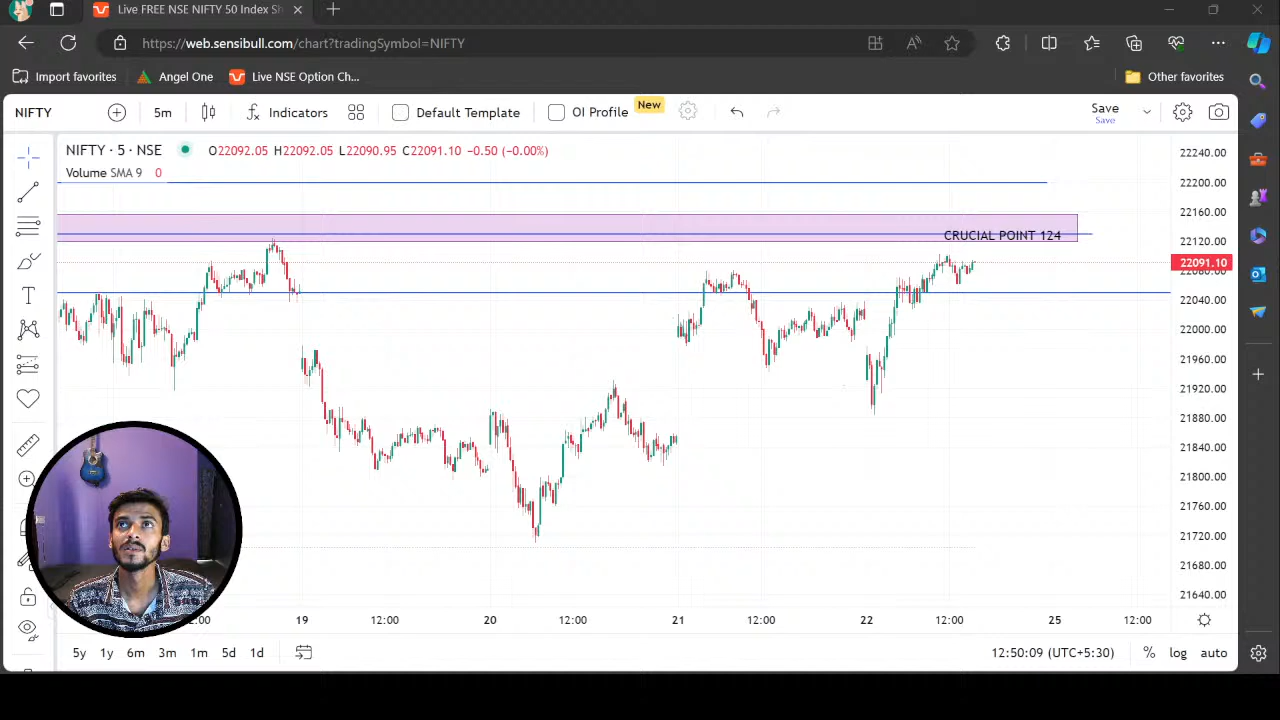 Live FREE NSE NIFTY 50 Index Sh
https://web.sensibull.com/chart?tradingSymbol=NIFTY
Import favorites Angel One Live NSE Option Ch... Other favorites
NIFTY 5m Indicators Default Template OI Profile New Save
Save
NIFTY · 5 · NSE O22092.05 H22092.05 L22090.95 C22091.10 −0.50 (−0.00%)
Volume SMA 9 0
22240.00
22200.00
22160.00
CRUCIAL POINT 124
22120.00
22091.10
22080.00
22040.00
22000.00
21960.00
21920.00
21880.00
21840.00
21800.00
21760.00
21720.00
21680.00
21640.00
19 12:00 20 12:00 21 12:00 22 12:00 25 12:00
5y 1y 6m 3m 1m 5d 1d 12:50:09 (UTC+5:30) % log auto